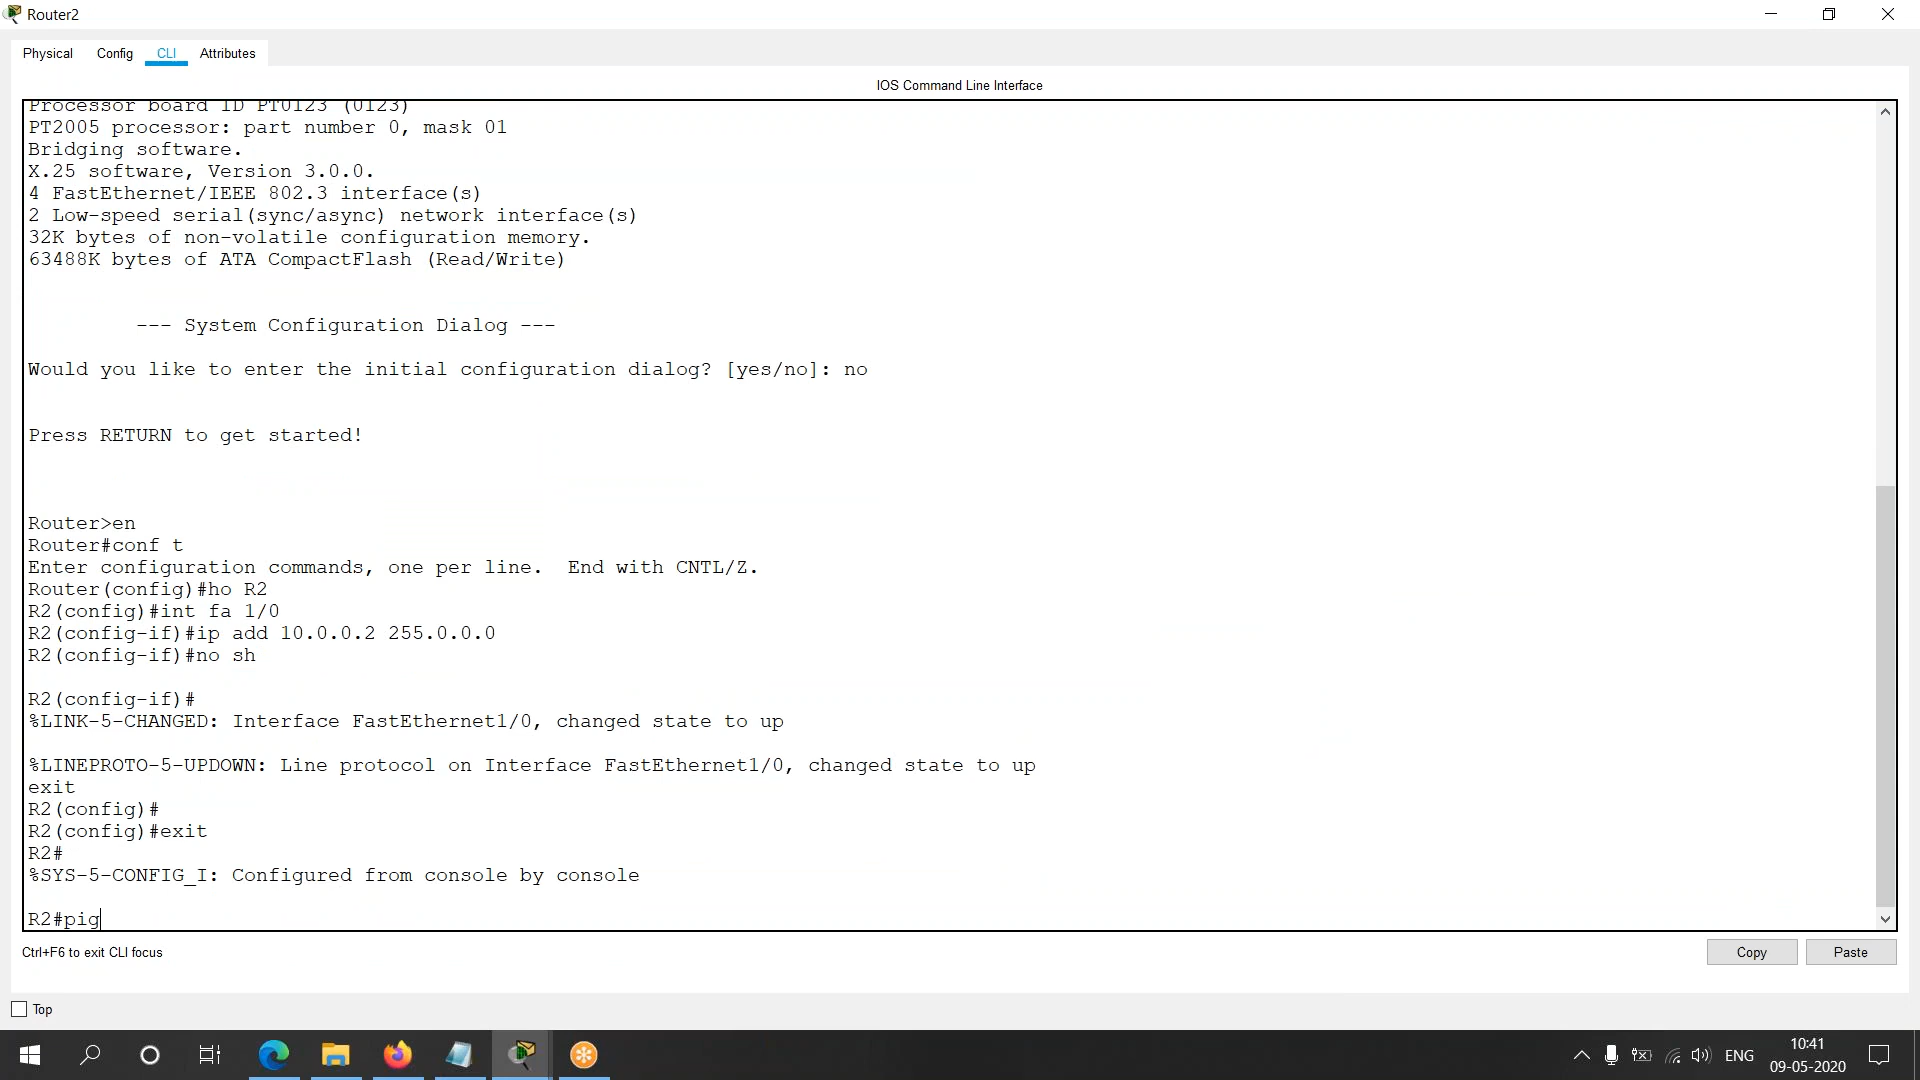 Router2
Physical Config CLI Attributes
IOS Command Line Interface
Processor board ID PT0123 (0123)
PT2005 processor: part number 0, mask 01
Bridging software.
X.25 software, Version 3.0.0.
4 FastEthernet/IEEE 802.3 interface(s)
2 Low-speed serial(sync/async) network interface(s)
32K bytes of non-volatile configuration memory.
63488K bytes of ATA CompactFlash (Read/Write)
--- System Configuration Dialog ---
Would you like to enter the initial configuration dialog? [yes/no]: no
Press RETURN to get started!
Router>en
Router#conf t
Enter configuration commands, one per line.  End with CNTL/Z.
Router(config)#ho R2
R2(config)#int fa 1/0
R2(config-if)#ip add 10.0.0.2 255.0.0.0
R2(config-if)#no sh
R2(config-if)#
%LINK-5-CHANGED: Interface FastEthernet1/0, changed state to up
%LINEPROTO-5-UPDOWN: Line protocol on Interface FastEthernet1/0, changed state to up
exit
R2(config)#
R2(config)#exit
R2#
%SYS-5-CONFIG_I: Configured from console by console
R2#pig
Ctrl+F6 to exit CLI focus
Copy Paste
Top
ENG
10:41
09-05-2020